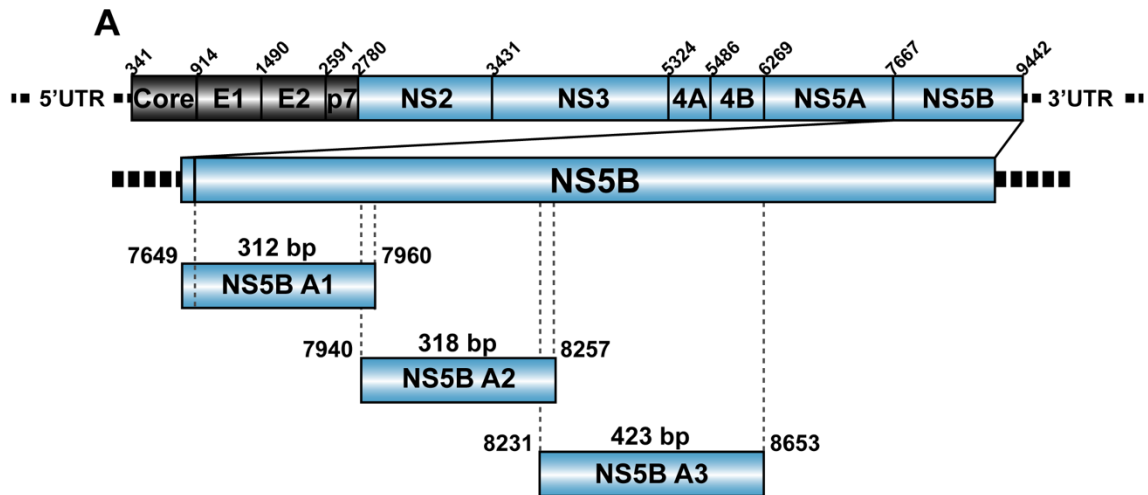 A
341 914 1490 2591 2780 3431 5324 5486 6269 7667 9442
5'UTR Core E1 E2 p7 NS2 NS3 4A 4B NS5A NS5B 3'UTR
NS5B
312 bp
7649 7960
NS5B A1
318 bp
7940 8257
NS5B A2
423 bp
8231 8653
NS5B A3